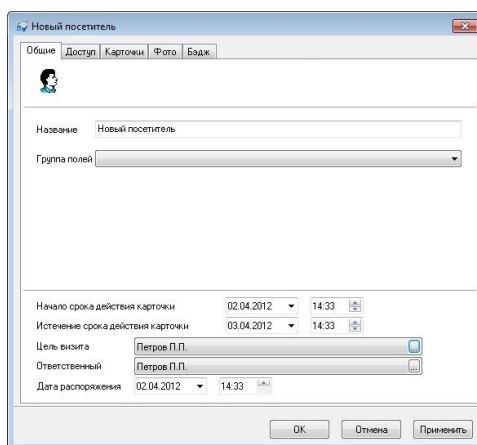 Новый посетитель
Общие Доступ Карточки Фото Бэдж
Название Новый посетитель
Группа полей
Начало срока действия карточки 02.04.2012 14:33
Истечение срока действия карточки 03.04.2012 14:33
Цель визита Петров П.П. ...
Ответственный Петров П.П. ...
Дата распоряжения 02.04.2012 14:33
OK Отмена Применить